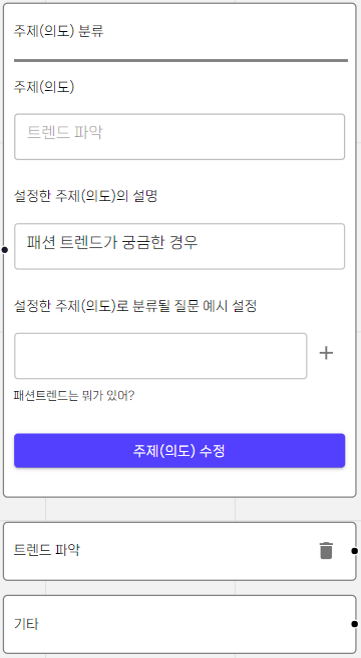 주제(의도) 분류
주제(의도)
트렌드 파악
설정한 주제(의도)의 설명
패션 트렌드가 궁금한 경우
설정한 주제(의도)로 분류될 질문 예시 설정
패션트렌드는 뭐가 있어?
주제(의도) 수정
트렌드 파악
기타